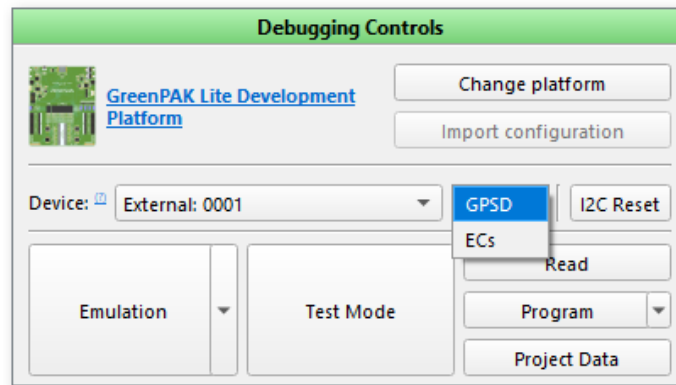 Debugging Controls
GreenPAK Lite Development
Platform
Change platform
Import configuration
Device: External: 0001 GPSD I2C Reset
ECs
Emulation Test Mode Read
Program
Project Data